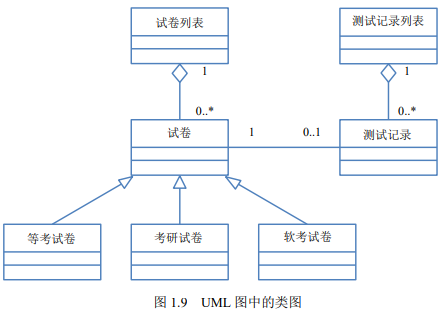 试卷列表 测试记录列表
1 1
0..* 0..*
试卷 1 0..1 测试记录
等考试卷 考研试卷 软考试卷
图 1.9 UML 图中的类图